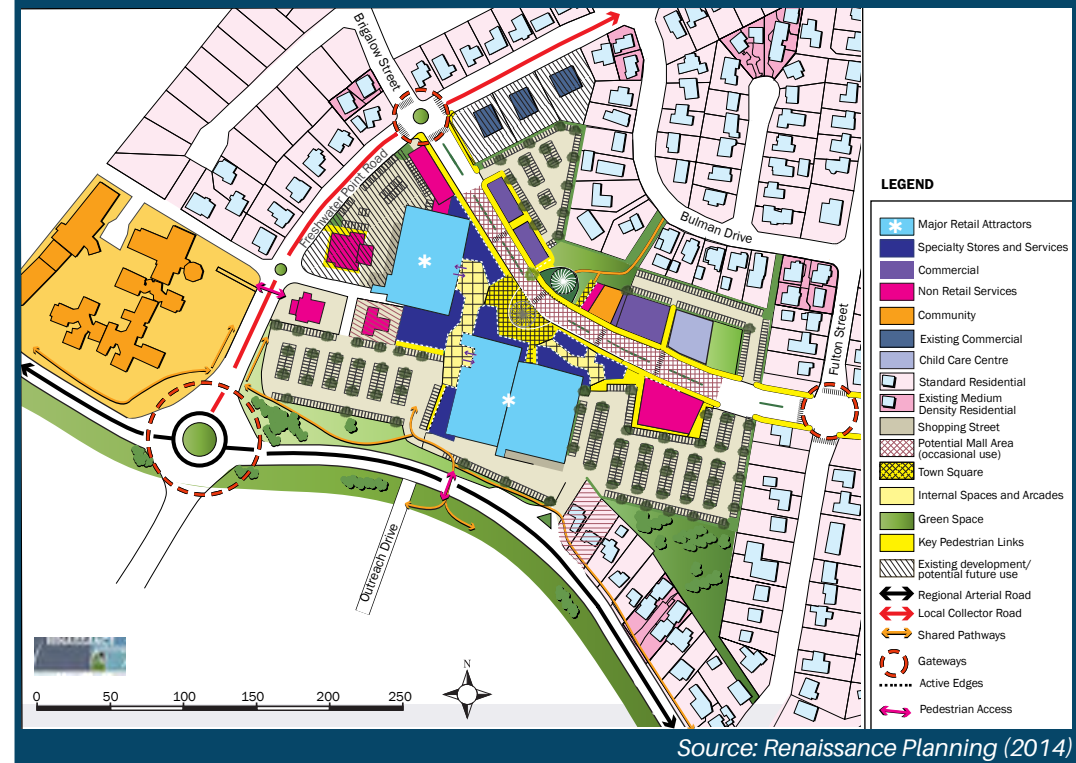 Brigalow Street
Freshwater Point Road
Bulman Drive
Fulton Street
Outreach Drive
N
0 50 100 150 200 250
LEGEND
Major Retail Attractors
Specialty Stores and Services
Commercial
Non Retail Services
Community
Existing Commercial
Child Care Centre
Standard Residential
Existing Medium
Density Residential
Shopping Street
Potential Mall Area
(occasional use)
Town Square
Internal Spaces and Arcades
Green Space
Key Pedestrian Links
Existing development/
potential future use
Regional Arterial Road
Local Collector Road
Shared Pathways
Gateways
Active Edges
Pedestrian Access
Source: Renaissance Planning (2014)